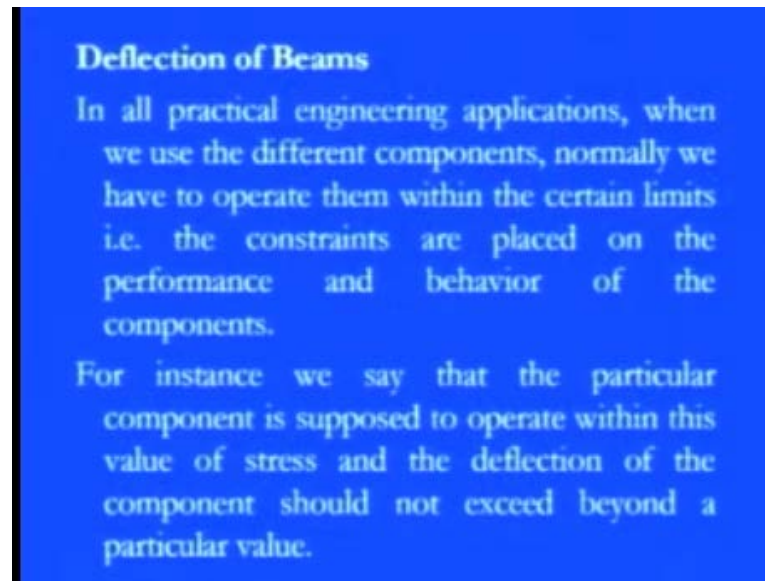 Deflection of Beams
In all practical engineering applications, when
we use the different components, normally we
have to operate them within the certain limits
i.e. the constraints are placed on the
performance and behavior of the
components.
For instance we say that the particular
component is supposed to operate within this
value of stress and the deflection of the
component should not exceed beyond a
particular value.